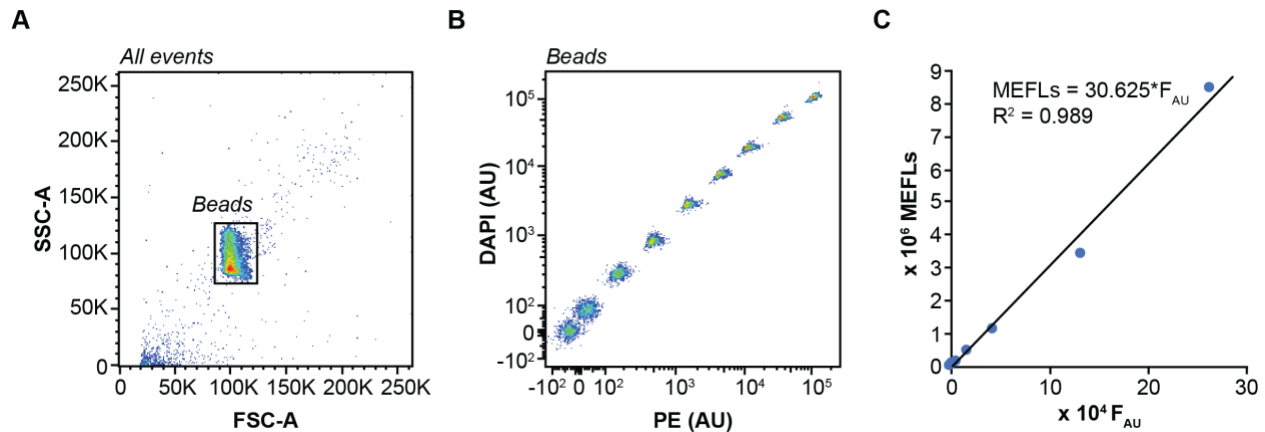 A
All events
SSC-A
250K
200K
150K
100K
50K
0
Beads
0 50K 100K 150K 200K 250K
FSC-A
B
Beads
DAPI (AU)
10⁵
10⁴
10³
10²
0
-10²
-10² 0 10² 10³ 10⁴ 10⁵
PE (AU)
C
x 10⁶ MEFLs
9
8
7
6
5
4
3
2
1
0
MEFLs = 30.625*F_AU
R² = 0.989
0 10 20 30
x 10⁴ F_AU